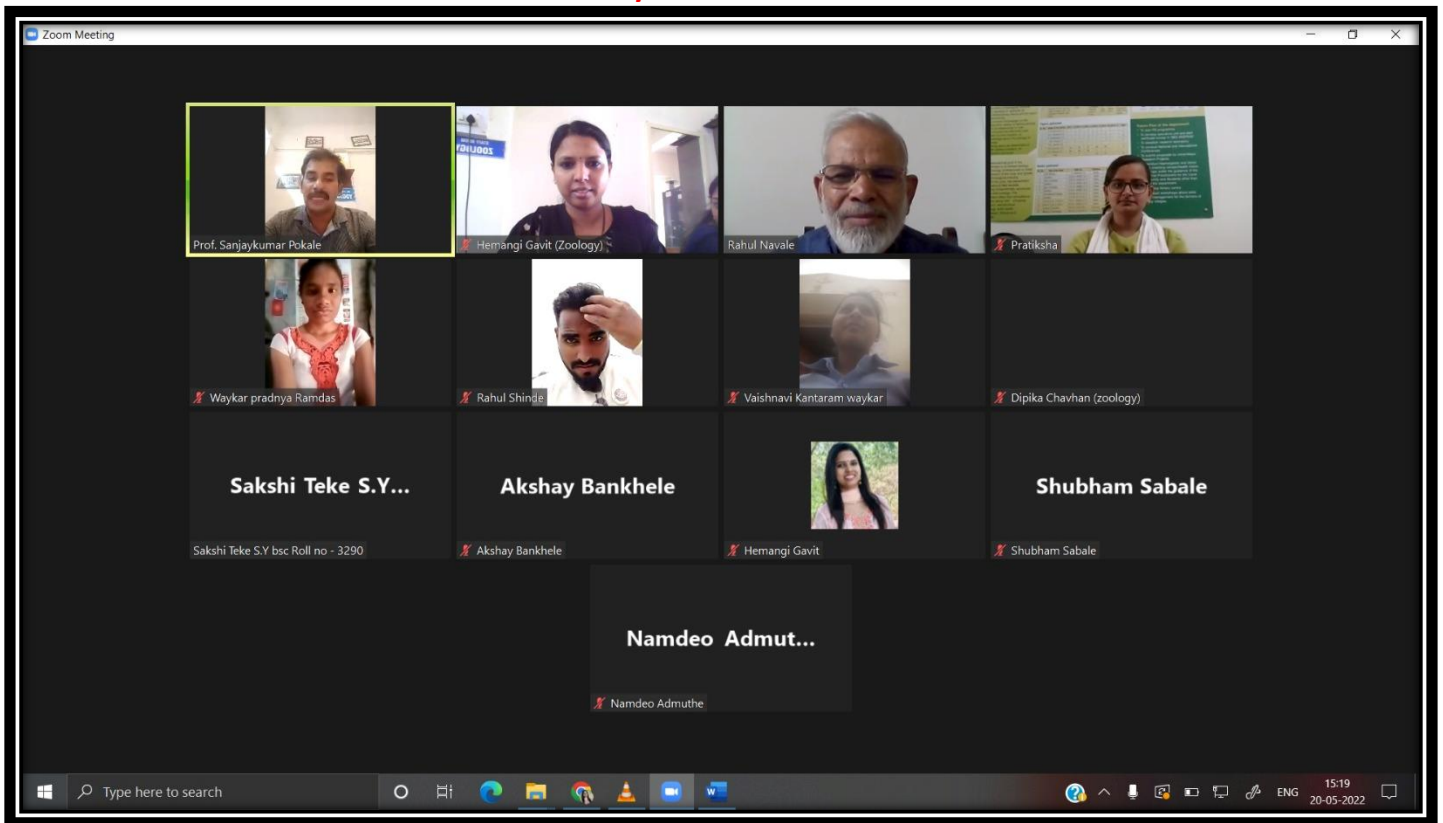 Zoom Meeting
ZOOLOGY
Prof. Sanjaykumar Pokale
Hemangi Gavit (Zoology)
Rahul Navale
Pratiksha
Waykar pradnya Ramdas
Rahul Shinde
Vaishnavi Kantaram waykar
Dipika Chavhan (zoology)
Sakshi Teke S.Y...
Akshay Bankhele
Shubham Sabale
Sakshi Teke S.Y bsc Roll no - 3290
Akshay Bankhele
Hemangi Gavit
Shubham Sabale
Namdeo Admut...
Namdeo Admuthe
Type here to search
ENG
15:19
20-05-2022